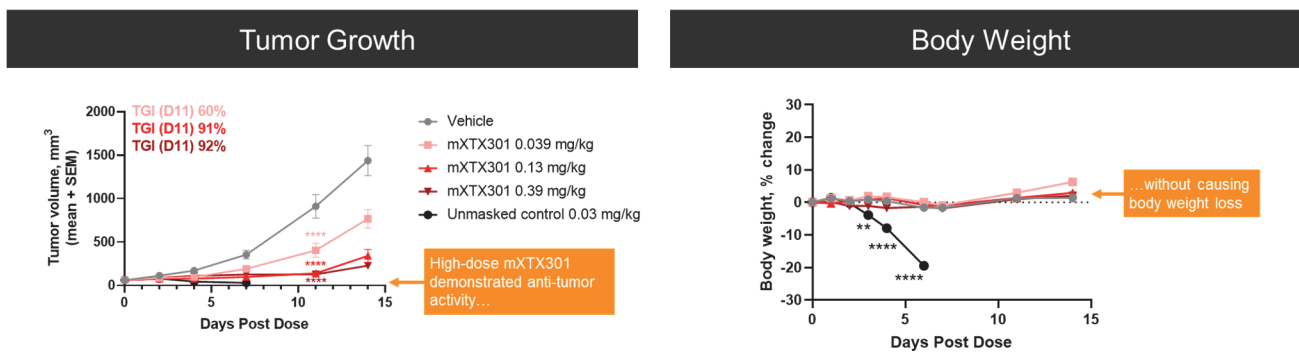 Tumor Growth
Body Weight
TGI (D11) 60%
TGI (D11) 91%
TGI (D11) 92%
Tumor volume, mm³
(mean + SEM)
2000
1500
1000
500
0
0
5
10
15
Days Post Dose
****
****
****
Vehicle
mXTX301 0.039 mg/kg
mXTX301 0.13 mg/kg
mXTX301 0.39 mg/kg
Unmasked control 0.03 mg/kg
High-dose mXTX301
demonstrated anti-tumor
activity…
Body weight, % change
30
20
10
0
-10
-20
-30
0
5
10
15
Days Post Dose
**
****
****
…without causing
body weight loss